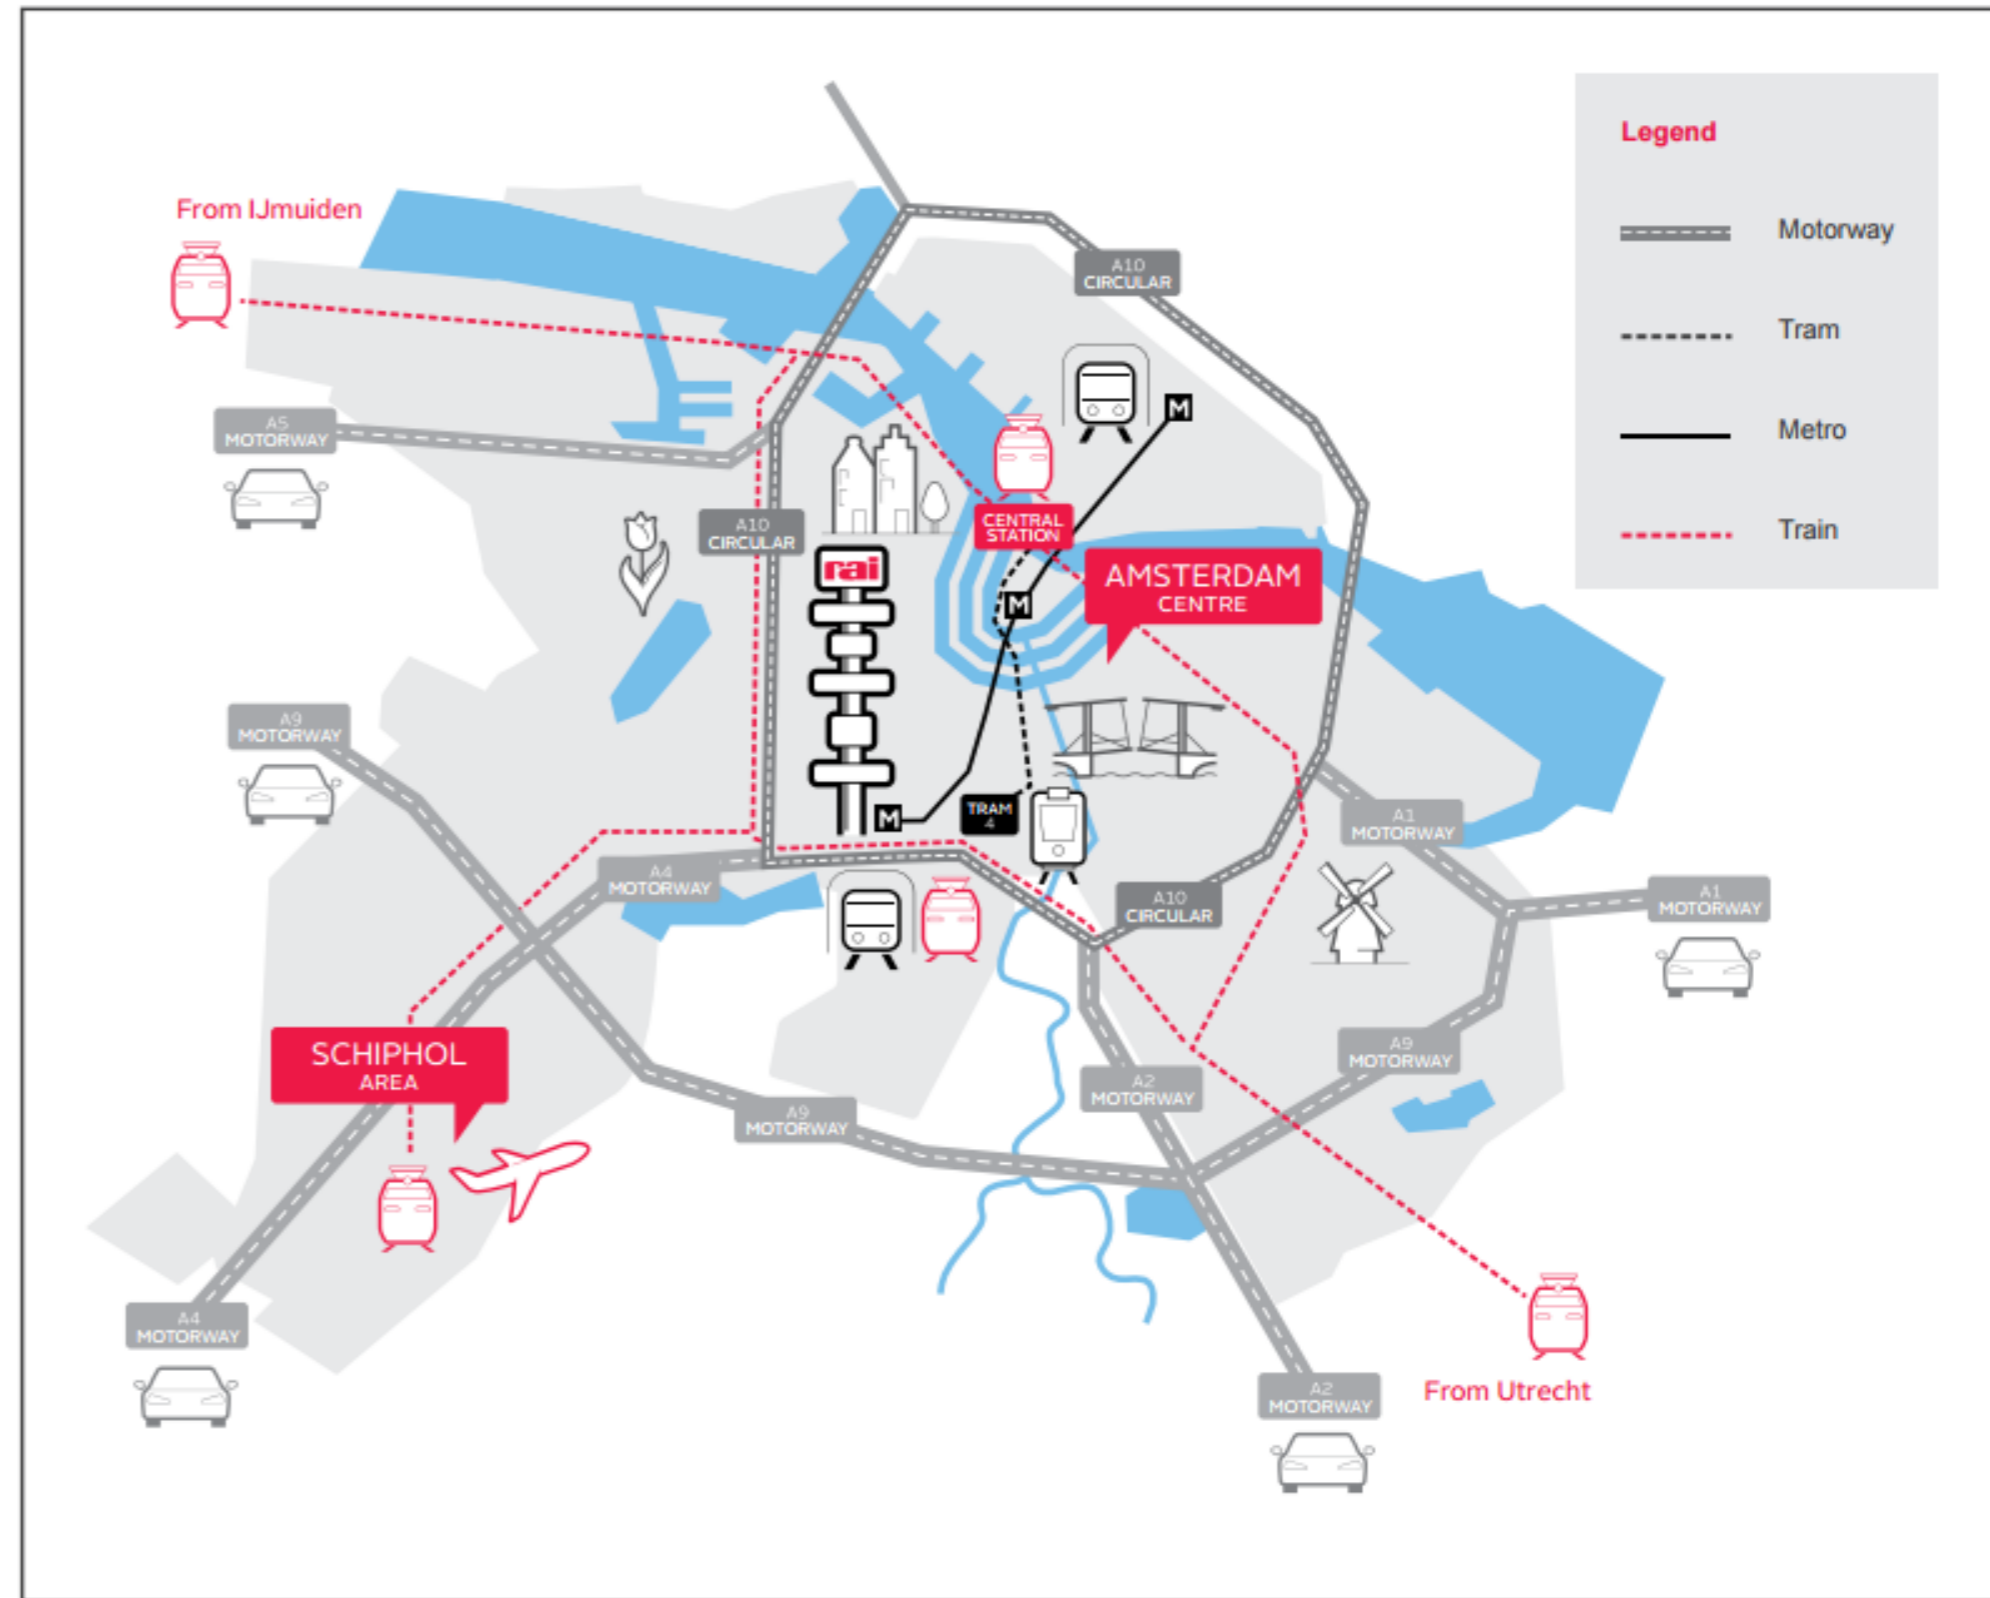 Legend
From IJmuiden
Motorway
A10
CIRCULAR
Tram
A5
MOTORWAY
M
Metro
A10
CIRCULAR
CENTRAL
STATION
Train
rai
AMSTERDAM
CENTRE
M
A9
MOTORWAY
M
TRAM
4
A1
MOTORWAY
A4
MOTORWAY
A10
CIRCULAR
A1
MOTORWAY
SCHIPHOL
AREA
A9
MOTORWAY
A2
MOTORWAY
A9
MOTORWAY
A4
MOTORWAY
A2
MOTORWAY
From Utrecht